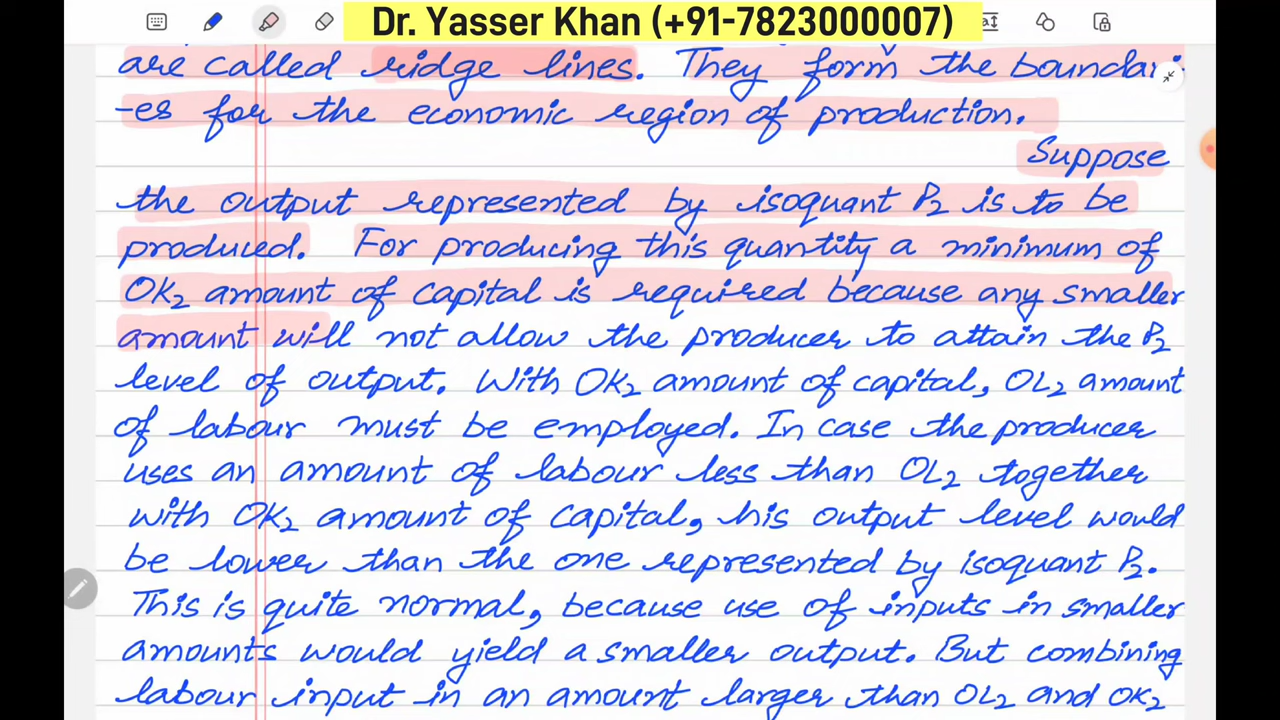 Dr. Yasser Khan (+91-7823000007)
are called ridge lines. They form the boundari
-es for the economic region of production.
Suppose
the output represented by isoquant P₂ is to be
produced. For producing this quantity a minimum of
OK₂ amount of capital is required because any smaller
amount will not allow the producer to attain the P₂
level of output. With OK₂ amount of capital, OL₂ amount
of labour must be employed. In case the producer
uses an amount of labour less than OL₂ together
with OK₂ amount of capital, his output level would
be lower than the one represented by isoquant P₂.
This is quite normal, because use of inputs in smaller
amounts would yield a smaller output. But combining
labour input in an amount larger than OL₂ and OK₂